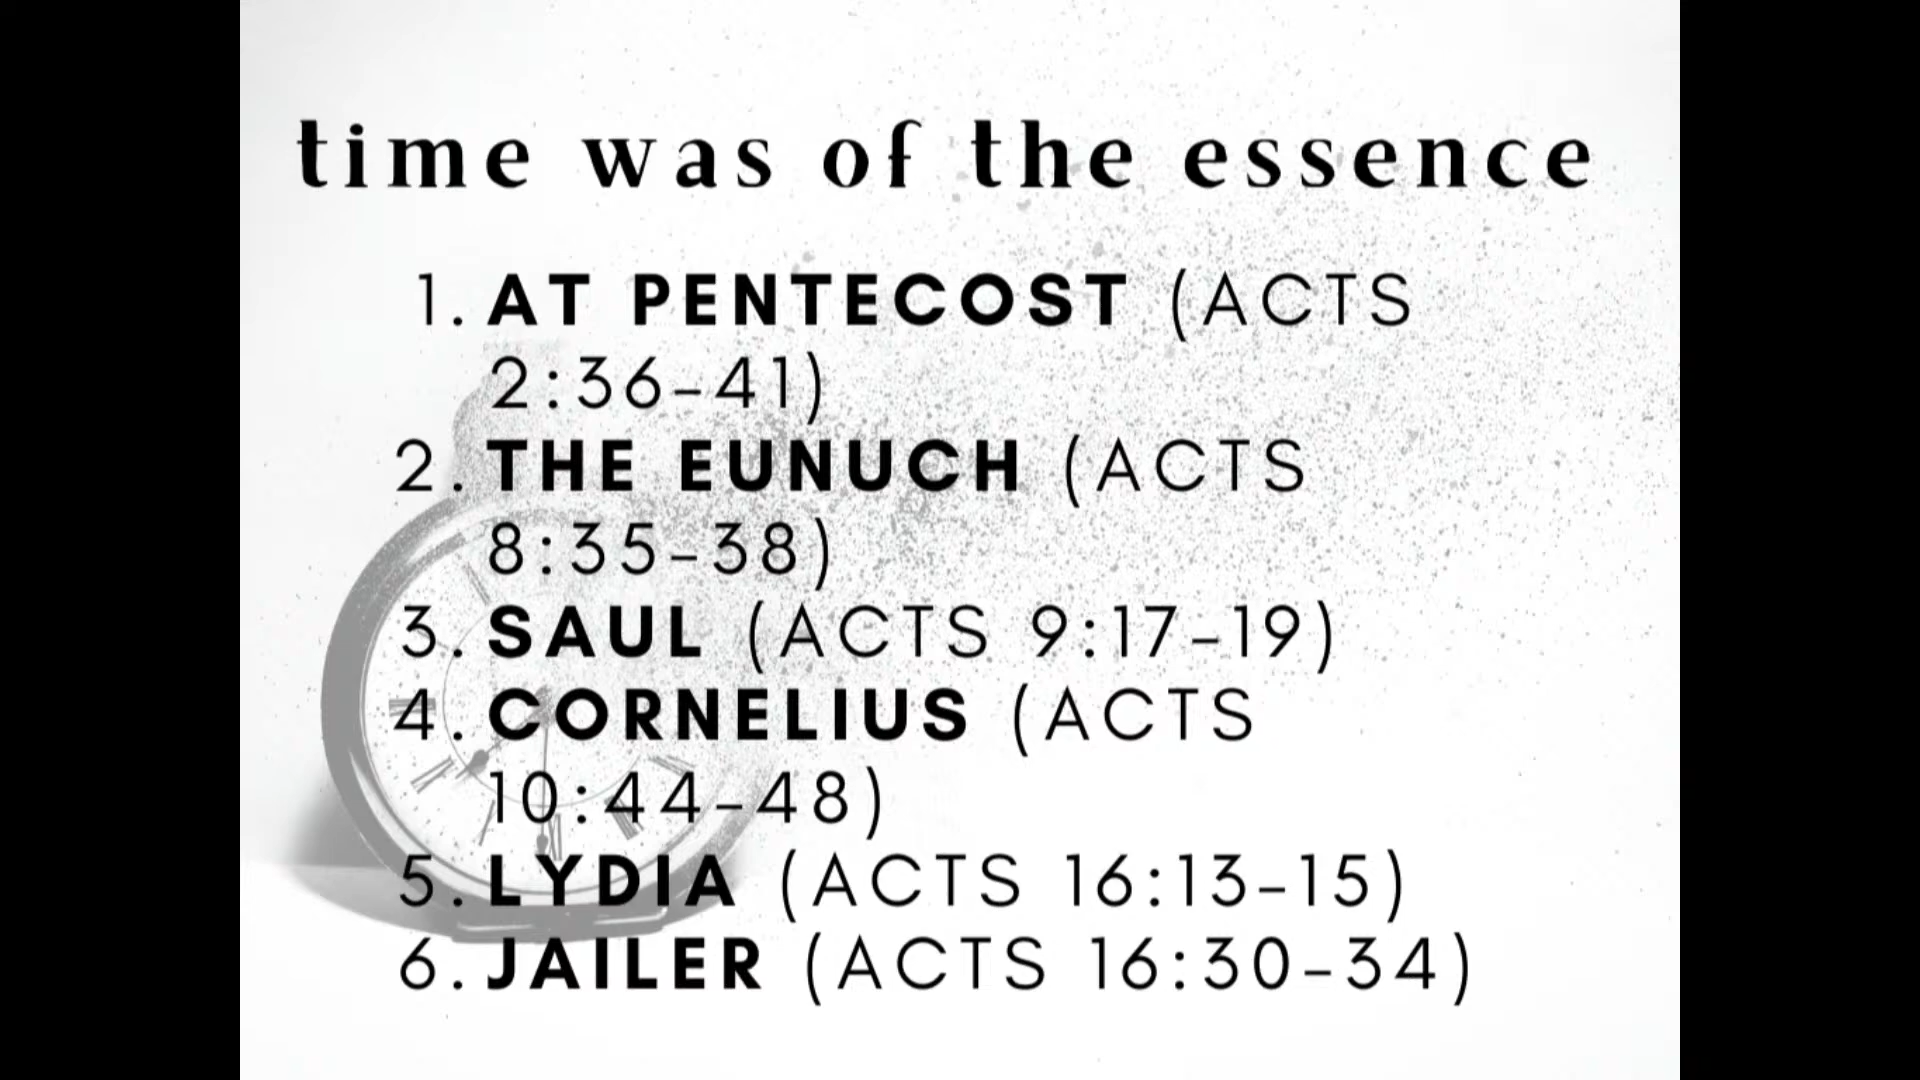 time was of the essence
1. AT PENTECOST (ACTS
2:36-41)
2. THE EUNUCH (ACTS
8:35-38)
3. SAUL (ACTS 9:17-19)
4. CORNELIUS (ACTS
10:44-48)
5. LYDIA (ACTS 16:13-15)
6. JAILER (ACTS 16:30-34)